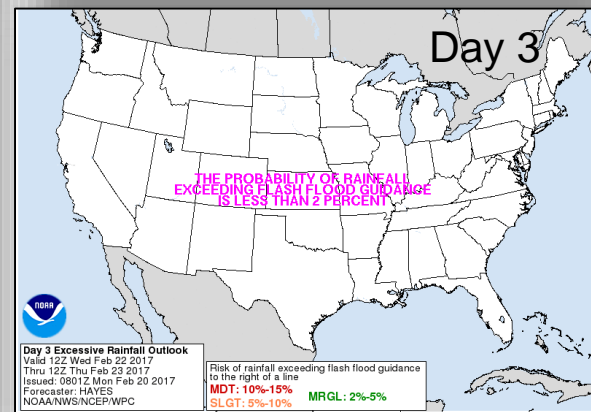 Day 3
THE PROBABILITY OF RAINFALL
EXCEEDING FLASH FLOOD GUIDANCE
IS LESS THAN 2 PERCENT
NOAA
Day 3 Excessive Rainfall Outlook
Valid 12Z Wed Feb 22 2017
Thru 12Z Thu Feb 23 2017
Issued: 0801Z Mon Feb 20 2017
Forecaster: HAYES
NOAA/NWS/NCEP/WPC
Risk of rainfall exceeding flash flood guidance
to the right of a line
MDT: 10%-15%
SLGT: 5%-10%
MRGL: 2%-5%